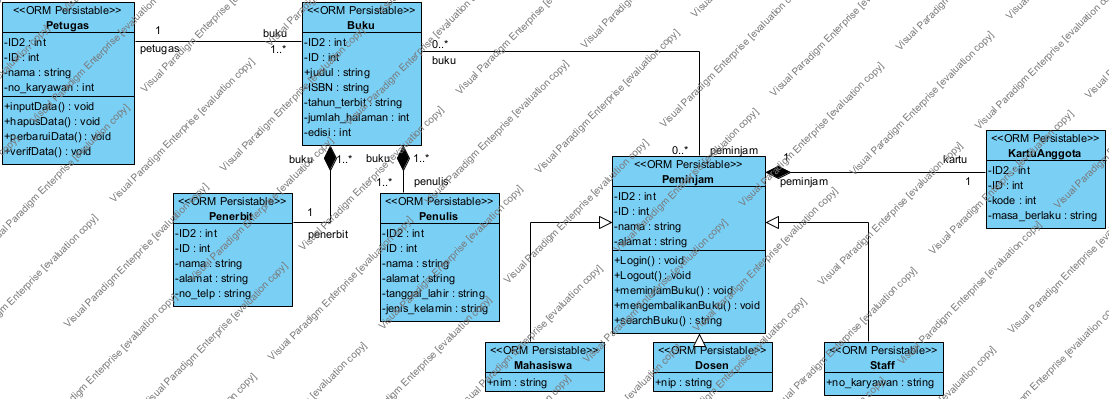 <<ORM Persistable>>
Petugas
-ID2 : int
-ID : int
-nama : string
-no_karyawan : int
+inputData() : void
+hapusData() : void
+perbaruiData() : void
+verifData() : void
1
petugas
buku
1..*
<<ORM Persistable>>
Buku
-ID2 : int
-ID : int
+judul : string
-ISBN : string
-tahun_terbit : string
-jumlah_halaman : int
-edisi : int
0..*
buku
0..*
peminjam
buku
1..*
buku
1..*
1
penerbit
1..*
penulis
<<ORM Persistable>>
Penerbit
-ID2 : int
-ID : int
-nama : string
-alamat : string
-no_telp : string
<<ORM Persistable>>
Penulis
-ID2 : int
-ID : int
-nama : string
-alamat : string
-tanggal_lahir : string
-jenis_kelamin : string
<<ORM Persistable>>
Peminjam
-ID2 : int
-ID : int
-nama : string
-alamat : string
+Login() : void
+Logout() : void
+meminjamBuku() : void
+mengembalikanBuku() : void
+searchBuku() : string
1
peminjam
kartu
1
<<ORM Persistable>>
KartuAnggota
-ID2 : int
-ID : int
-kode : int
-masa_berlaku : string
<<ORM Persistable>>
Mahasiswa
+nim : string
<<ORM Persistable>>
Dosen
+nip : string
<<ORM Persistable>>
Staff
+no_karyawan : string
Visual Paradigm Enterprise [evaluation copy]